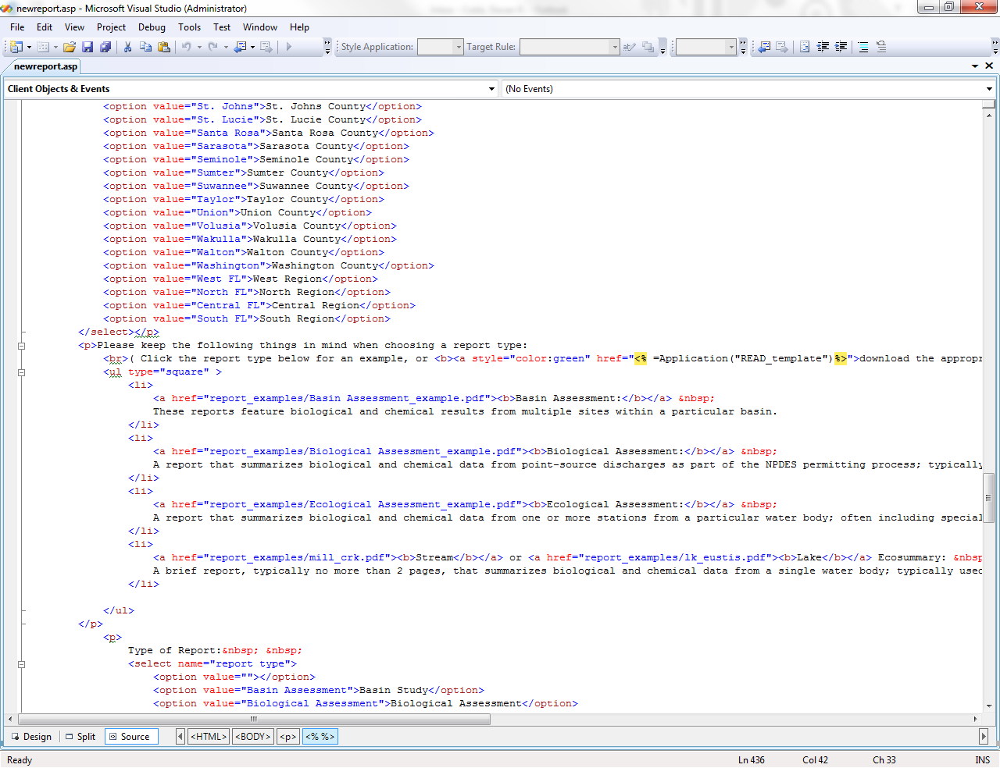 newreport.asp - Microsoft Visual Studio (Administrator)
File Edit View Project Debug Tools Test Window Help
Style Application: Target Rule:
newreport.asp
Client Objects & Events (No Events)
<option value="St. Johns">St. Johns County</option>
<option value="St. Lucie">St. Lucie County</option>
<option value="Santa Rosa">Santa Rosa County</option>
<option value="Sarasota">Sarasota County</option>
<option value="Seminole">Seminole County</option>
<option value="Sumter">Sumter County</option>
<option value="Suwannee">Suwannee County</option>
<option value="Taylor">Taylor County</option>
<option value="Union">Union County</option>
<option value="Volusia">Volusia County</option>
<option value="Wakulla">Wakulla County</option>
<option value="Walton">Walton County</option>
<option value="Washington">Washington County</option>
<option value="West FL">West Region</option>
<option value="North FL">North Region</option>
<option value="Central FL">Central Region</option>
<option value="South FL">South Region</option>
</select></p>
<p>Please keep the following things in mind when choosing a report type:
<br>( Click the report type below for an example, or <b><a style="color:green" href="<% =Application("READ_template")%>">download the appropr
<ul type="square" >
<li>
<a href="report_examples/Basin Assessment_example.pdf"><b>Basin Assessment:</b></a> &nbsp;
These reports feature biological and chemical results from multiple sites within a particular basin.
</li>
<li>
<a href="report_examples/Biological Assessment_example.pdf"><b>Biological Assessment:</b></a> &nbsp;
A report that summarizes biological and chemical data from point-source discharges as part of the NPDES permitting process; typically
</li>
<li>
<a href="report_examples/Ecological Assessment_example.pdf"><b>Ecological Assessment:</b></a> &nbsp;
A report that summarizes biological and chemical data from one or more stations from a particular water body; often including special
</li>
<li>
<a href="report_examples/mill_crk.pdf"><b>Stream</b></a> or <a href="report_examples/lk_eustis.pdf"><b>Lake</b></a> Ecosummary: &nbsp
A brief report, typically no more than 2 pages, that summarizes biological and chemical data from a single water body; typically used
</li>
</ul>
</p>
<p>
Type of Report:&nbsp; &nbsp;
<select name="report type">
<option value=""></option>
<option value="Basin Assessment">Basin Study</option>
<option value="Biological Assessment">Biological Assessment</option>
Design Split Source <HTML> <BODY> <p> <% %>
Ready Ln 436 Col 42 Ch 33 INS